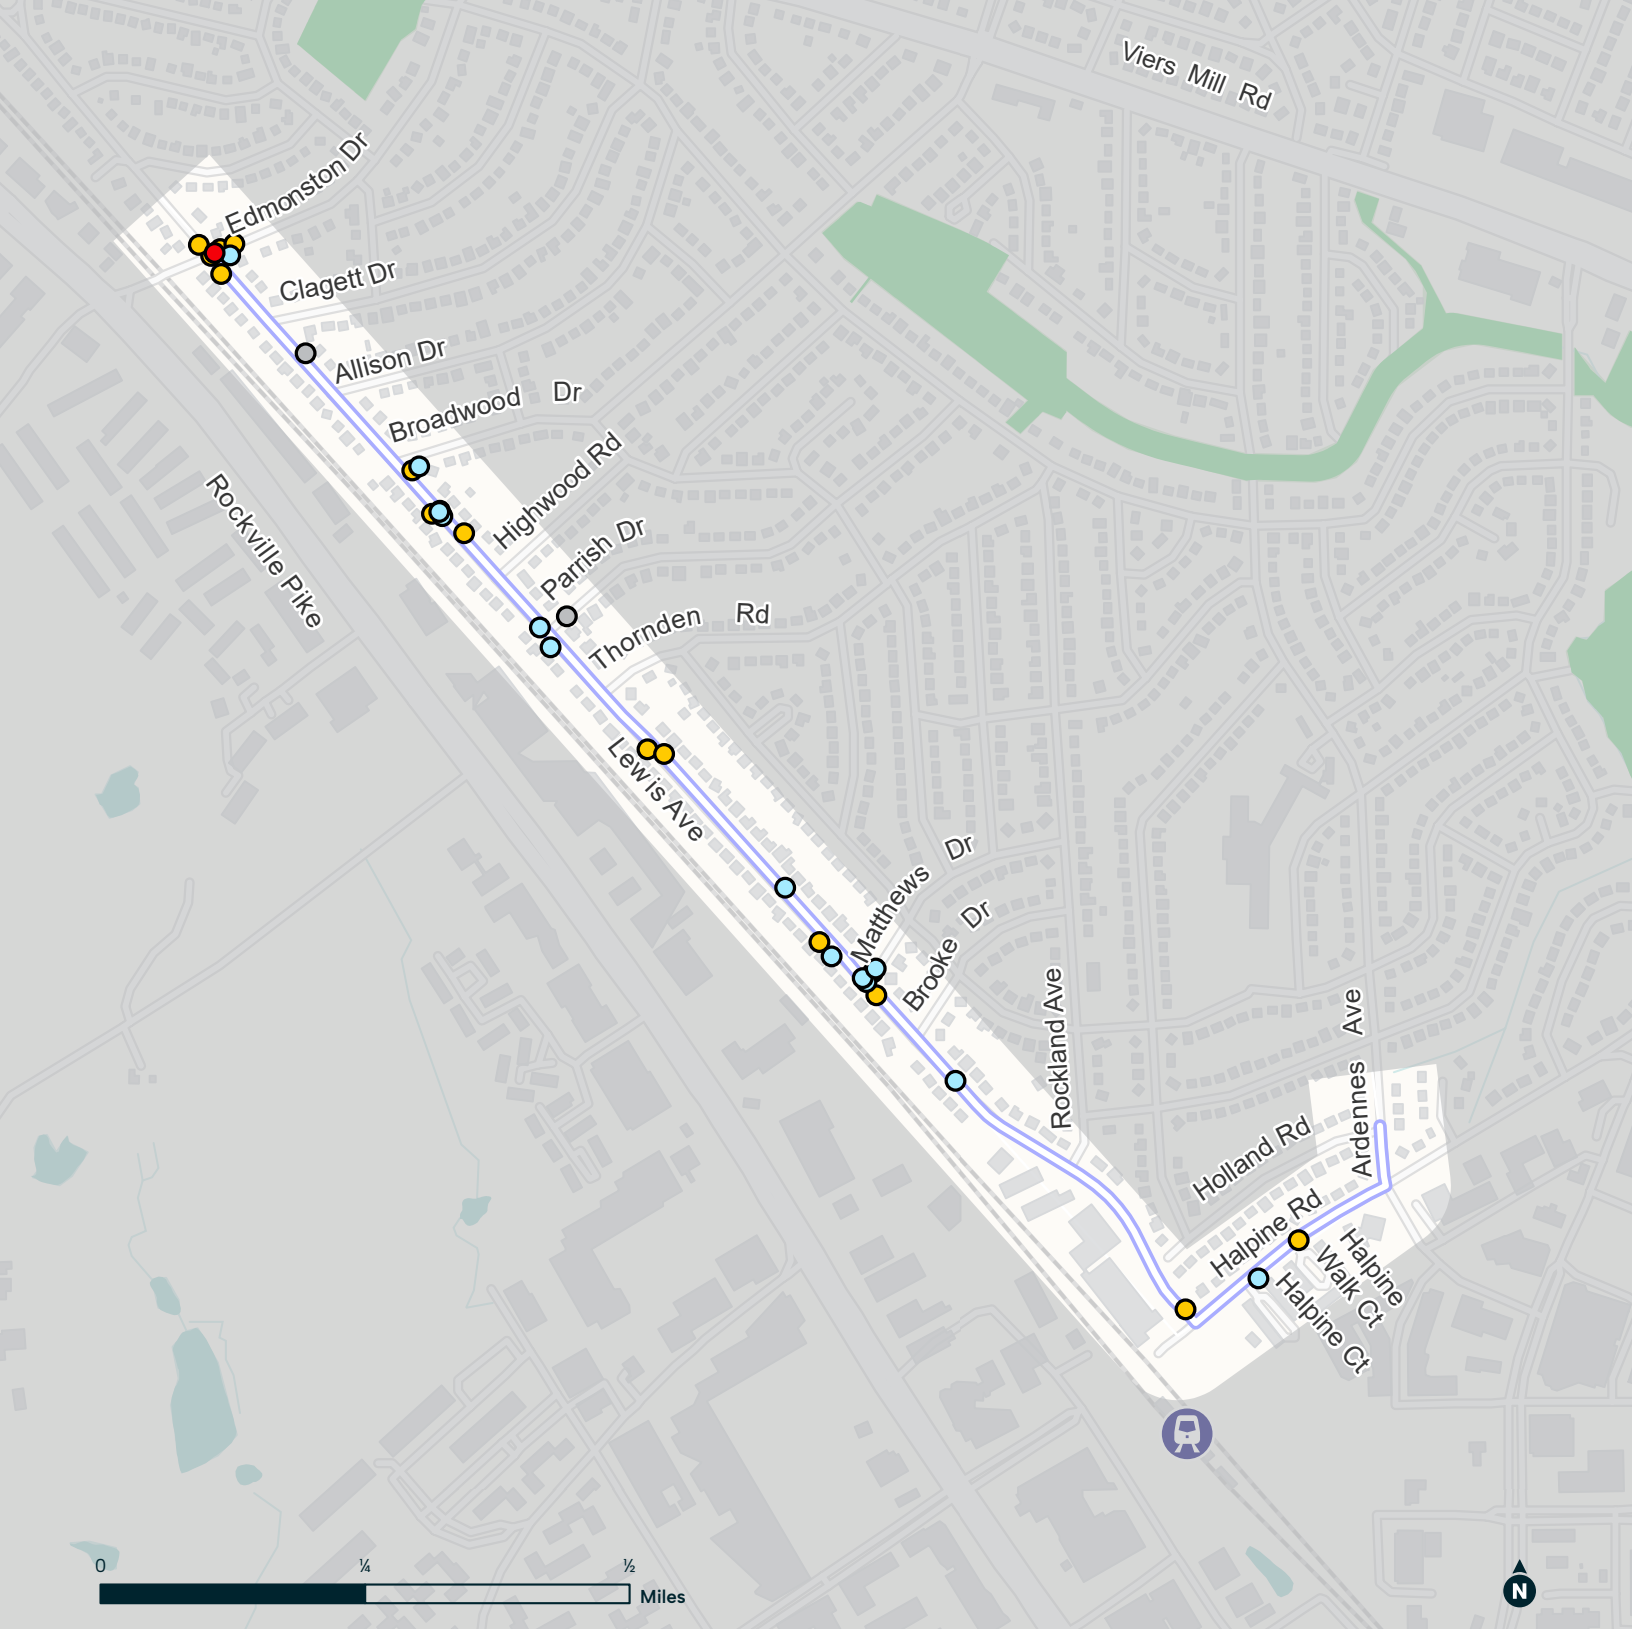 Viers Mill Rd
Edmonston Dr
Clagett Dr
Allison Dr
Broadwood Dr
Highwood Rd
Rockville Pike
Parrish Dr
Thornden Rd
Lewis Ave
Matthews Dr
Brooke Dr
Rockland Ave
Ardennes Ave
Holland Rd
Halpine Rd
Halpine
Walk Ct
Halpine Ct
0 ¼ ½
Miles
N